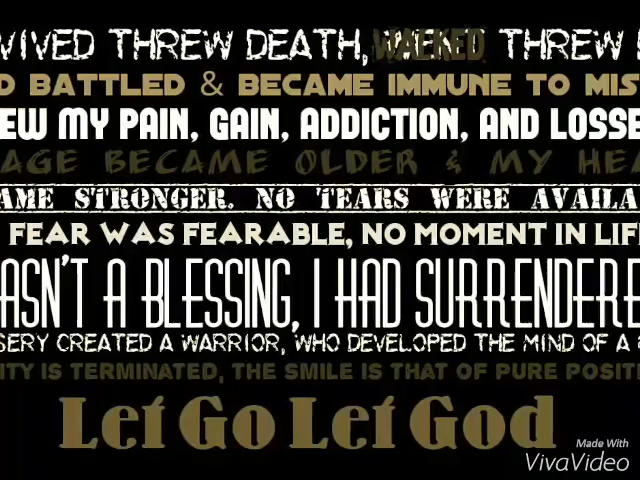 VIVED THREW DEATH, WALKED THREW
D BATTLED & BECAME IMMUNE TO MIS
EW MY PAIN, GAIN, ADDICTION, AND LOSSE
AGE BECAME OLDER & MY HEA
AME STRONGER. NO TEARS WERE AVAILA
FEAR WAS FEARABLE, NO MOMENT IN LIF
ASN'T A BLESSING, I HAD SURRENDERE
SERY CREATED A WARRIOR, WHO DEVELOPED THE MIND OF A
ITY IS TERMINATED, THE SMILE IS THAT OF PURE POSITI
Let Go Let God
Made With
VivaVideo